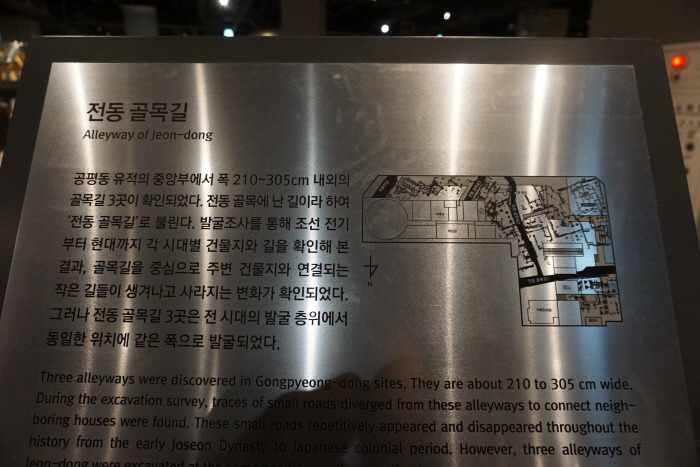 전동 골목길
Alleyway of Jeon-dong
공평동 유적의 중앙부에서 폭 210~305cm 내외의
골목길 3곳이 확인되었다. 전동 골목에 난 길이라 하여
'전동 골목길'로 불린다. 발굴조사를 통해 조선 전기
부터 현대까지 각 시대별 건물지와 길을 확인해 본
결과, 골목길을 중심으로 주변 건물지와 연결되는
작은 길들이 생겨나고 사라지는 변화가 확인되었다.
그러나 전동 골목길 3곳은 전 시대의 발굴 층위에서
동일한 위치에 같은 폭으로 발굴되었다.
N
Three alleyways were discovered in Gongpyeong-dong sites. They are about 210 to 305 cm wide.
During the excavation survey, traces of small roads diverged from these alleyways to connect neigh-
boring houses were found. These small roads repetitively appeared and disappeared throughout the
history from the early Joseon Dynasty to Japanese colonial period. However, three alleyways of
Jeon-dong were excavated at the same